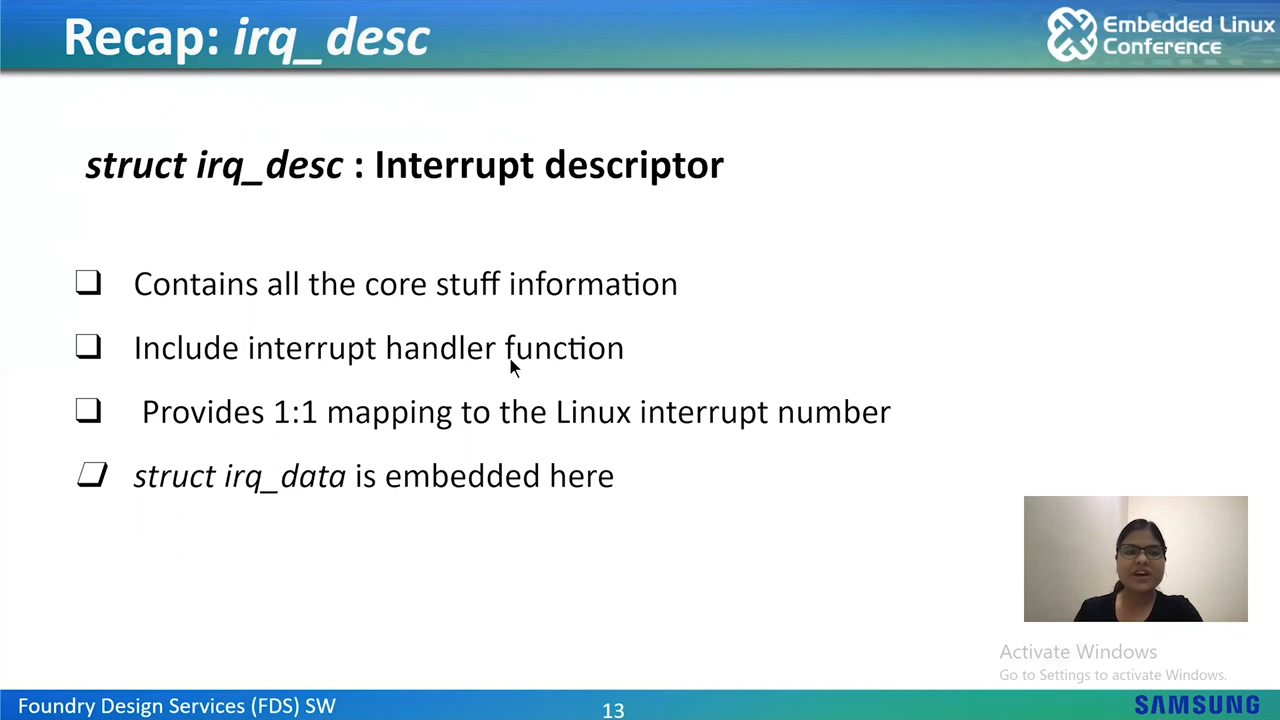 Recap: irq_desc
Embedded Linux
Conference
struct irq_desc : Interrupt descriptor
❑ Contains all the core stuff information
❑ Include interrupt handler function
❑ Provides 1:1 mapping to the Linux interrupt number
❑ struct irq_data is embedded here
Activate Windows
Go to Settings to activate Windows.
Foundry Design Services (FDS) SW
13
SAMSUNG